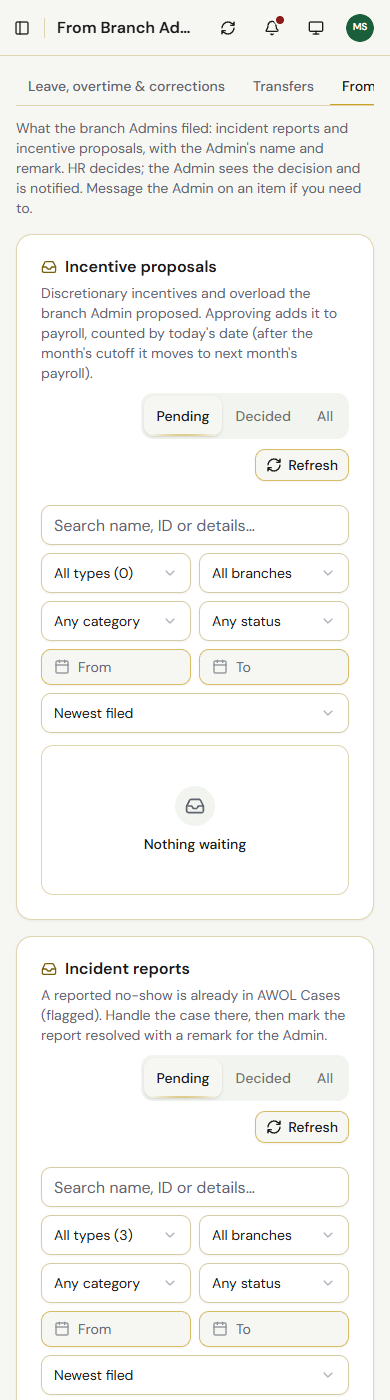 From Branch Ad...
MS
Leave, overtime & corrections
Transfers
From
What the branch Admins filed: incident reports and
incentive proposals, with the Admin's name and
remark. HR decides; the Admin sees the decision and
is notified. Message the Admin on an item if you need
to.
Incentive proposals
Discretionary incentives and overload the
branch Admin proposed. Approving adds it to
payroll, counted by today's date (after the
month's cutoff it moves to next month's
payroll).
Pending
Decided
All
Refresh
Search name, ID or details...
All types (0)
All branches
Any category
Any status
From
To
Newest filed
Nothing waiting
Incident reports
A reported no-show is already in AWOL Cases
(flagged). Handle the case there, then mark the
report resolved with a remark for the Admin.
Pending
Decided
All
Refresh
Search name, ID or details...
All types (3)
All branches
Any category
Any status
From
To
Newest filed